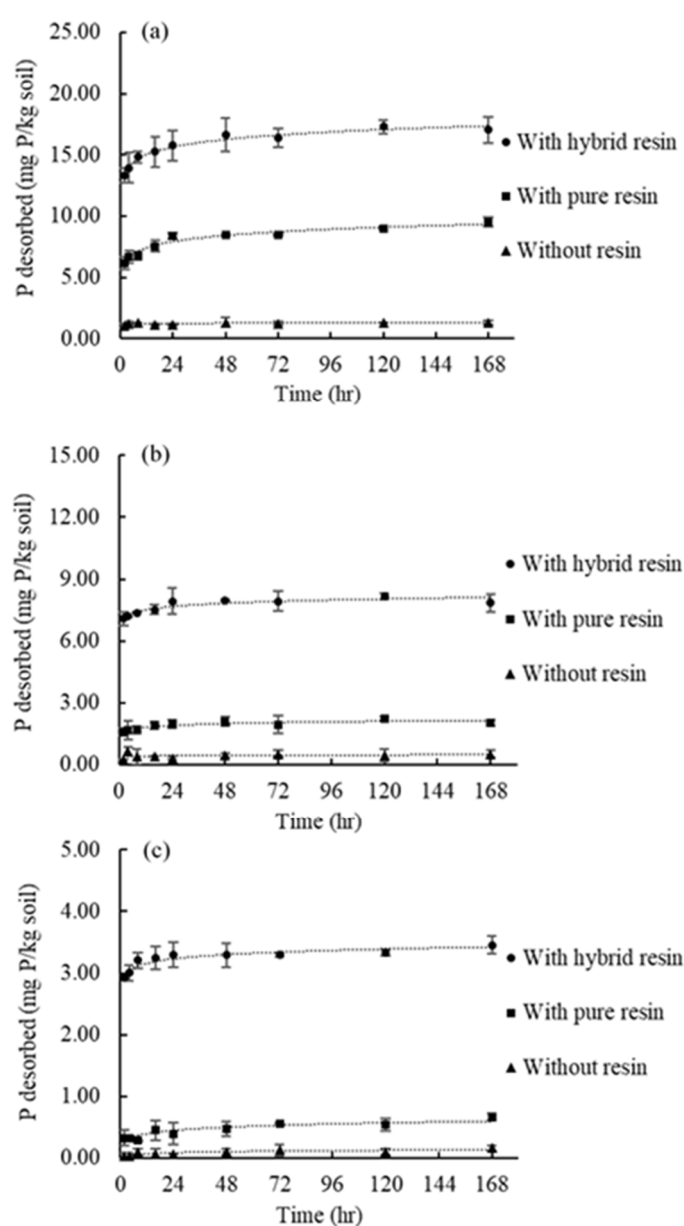 (a)
P desorbed (mg P/kg soil)
25.00
20.00
15.00
10.00
5.00
0.00
With hybrid resin
With pure resin
Without resin
0 24 48 72 96 120 144 168
Time (hr)
(b)
P desorbed (mg P/kg soil)
15.00
12.00
9.00
6.00
3.00
0.00
With hybrid resin
With pure resin
Without resin
0 24 48 72 96 120 144 168
Time (hr)
(c)
P desorbed (mg P/kg soil)
5.00
4.00
3.00
2.00
1.00
0.00
With hybrid resin
With pure resin
Without resin
0 24 48 72 96 120 144 168
Time (hr)